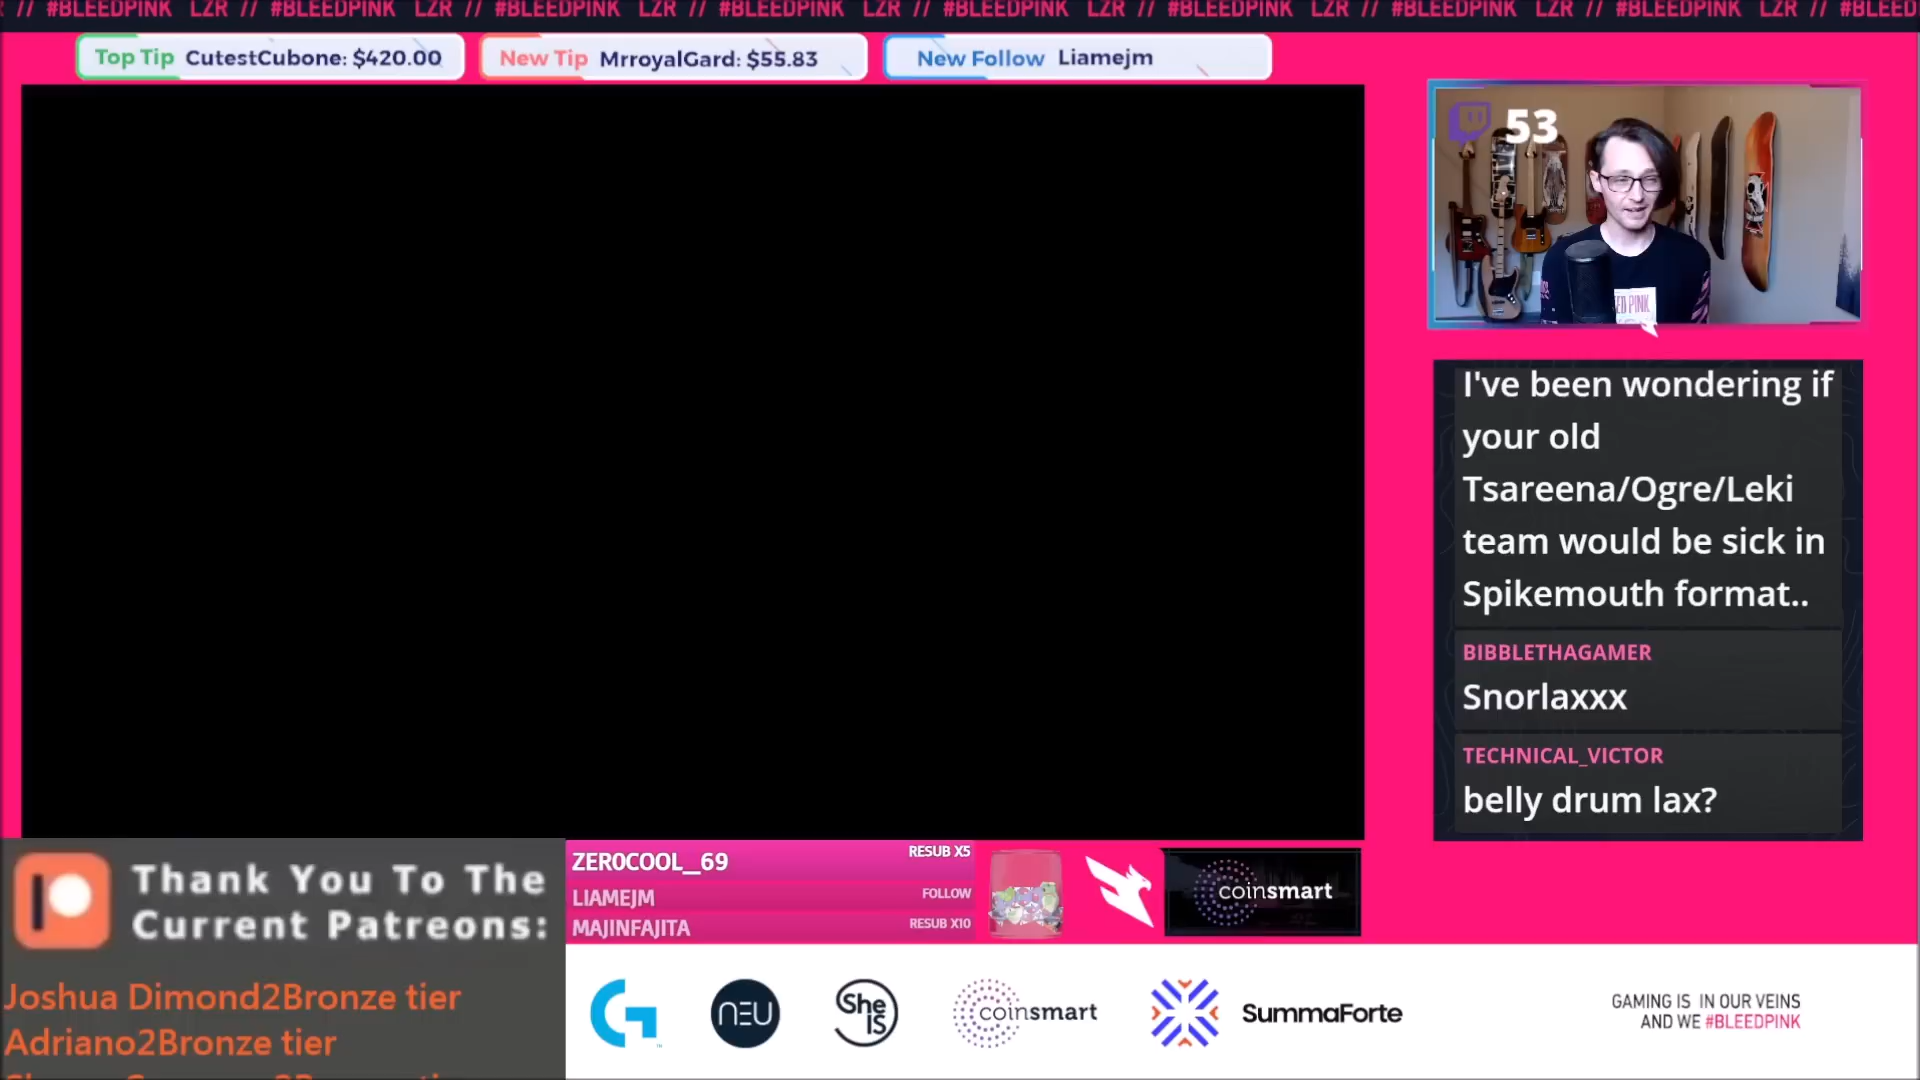 // #BLEEDPINK LZR // #BLEEDPINK LZR // #BLEEDPINK LZR // #BLEEDPINK LZR // #BLEEDPINK LZR // #BLEEDPINK LZR // #BLEEDPINK LZR // #BLEEDPINK LZR // #BLEED
Top Tip CutestCubone: $420.00
New Tip MrroyalGard: $55.83
New Follow Liamejm
53
ED PINK
I've been wondering if
your old
Tsareena/Ogre/Leki
team would be sick in
Spikemouth format..
BIBBLETHAGAMER
Snorlaxxx
TECHNICAL_VICTOR
belly drum lax?
Thank You To The
Current Patreons:
Joshua Dimond2Bronze tier
Adriano2Bronze tier
ZER0COOL_69 RESUB X5
LIAMEJM FOLLOW
MAJINFAJITA RESUB X10
coinsmart
G
NEU
She
IS
coinsmart
SummaForte
GAMING IS IN OUR VEINS
AND WE #BLEEDPINK